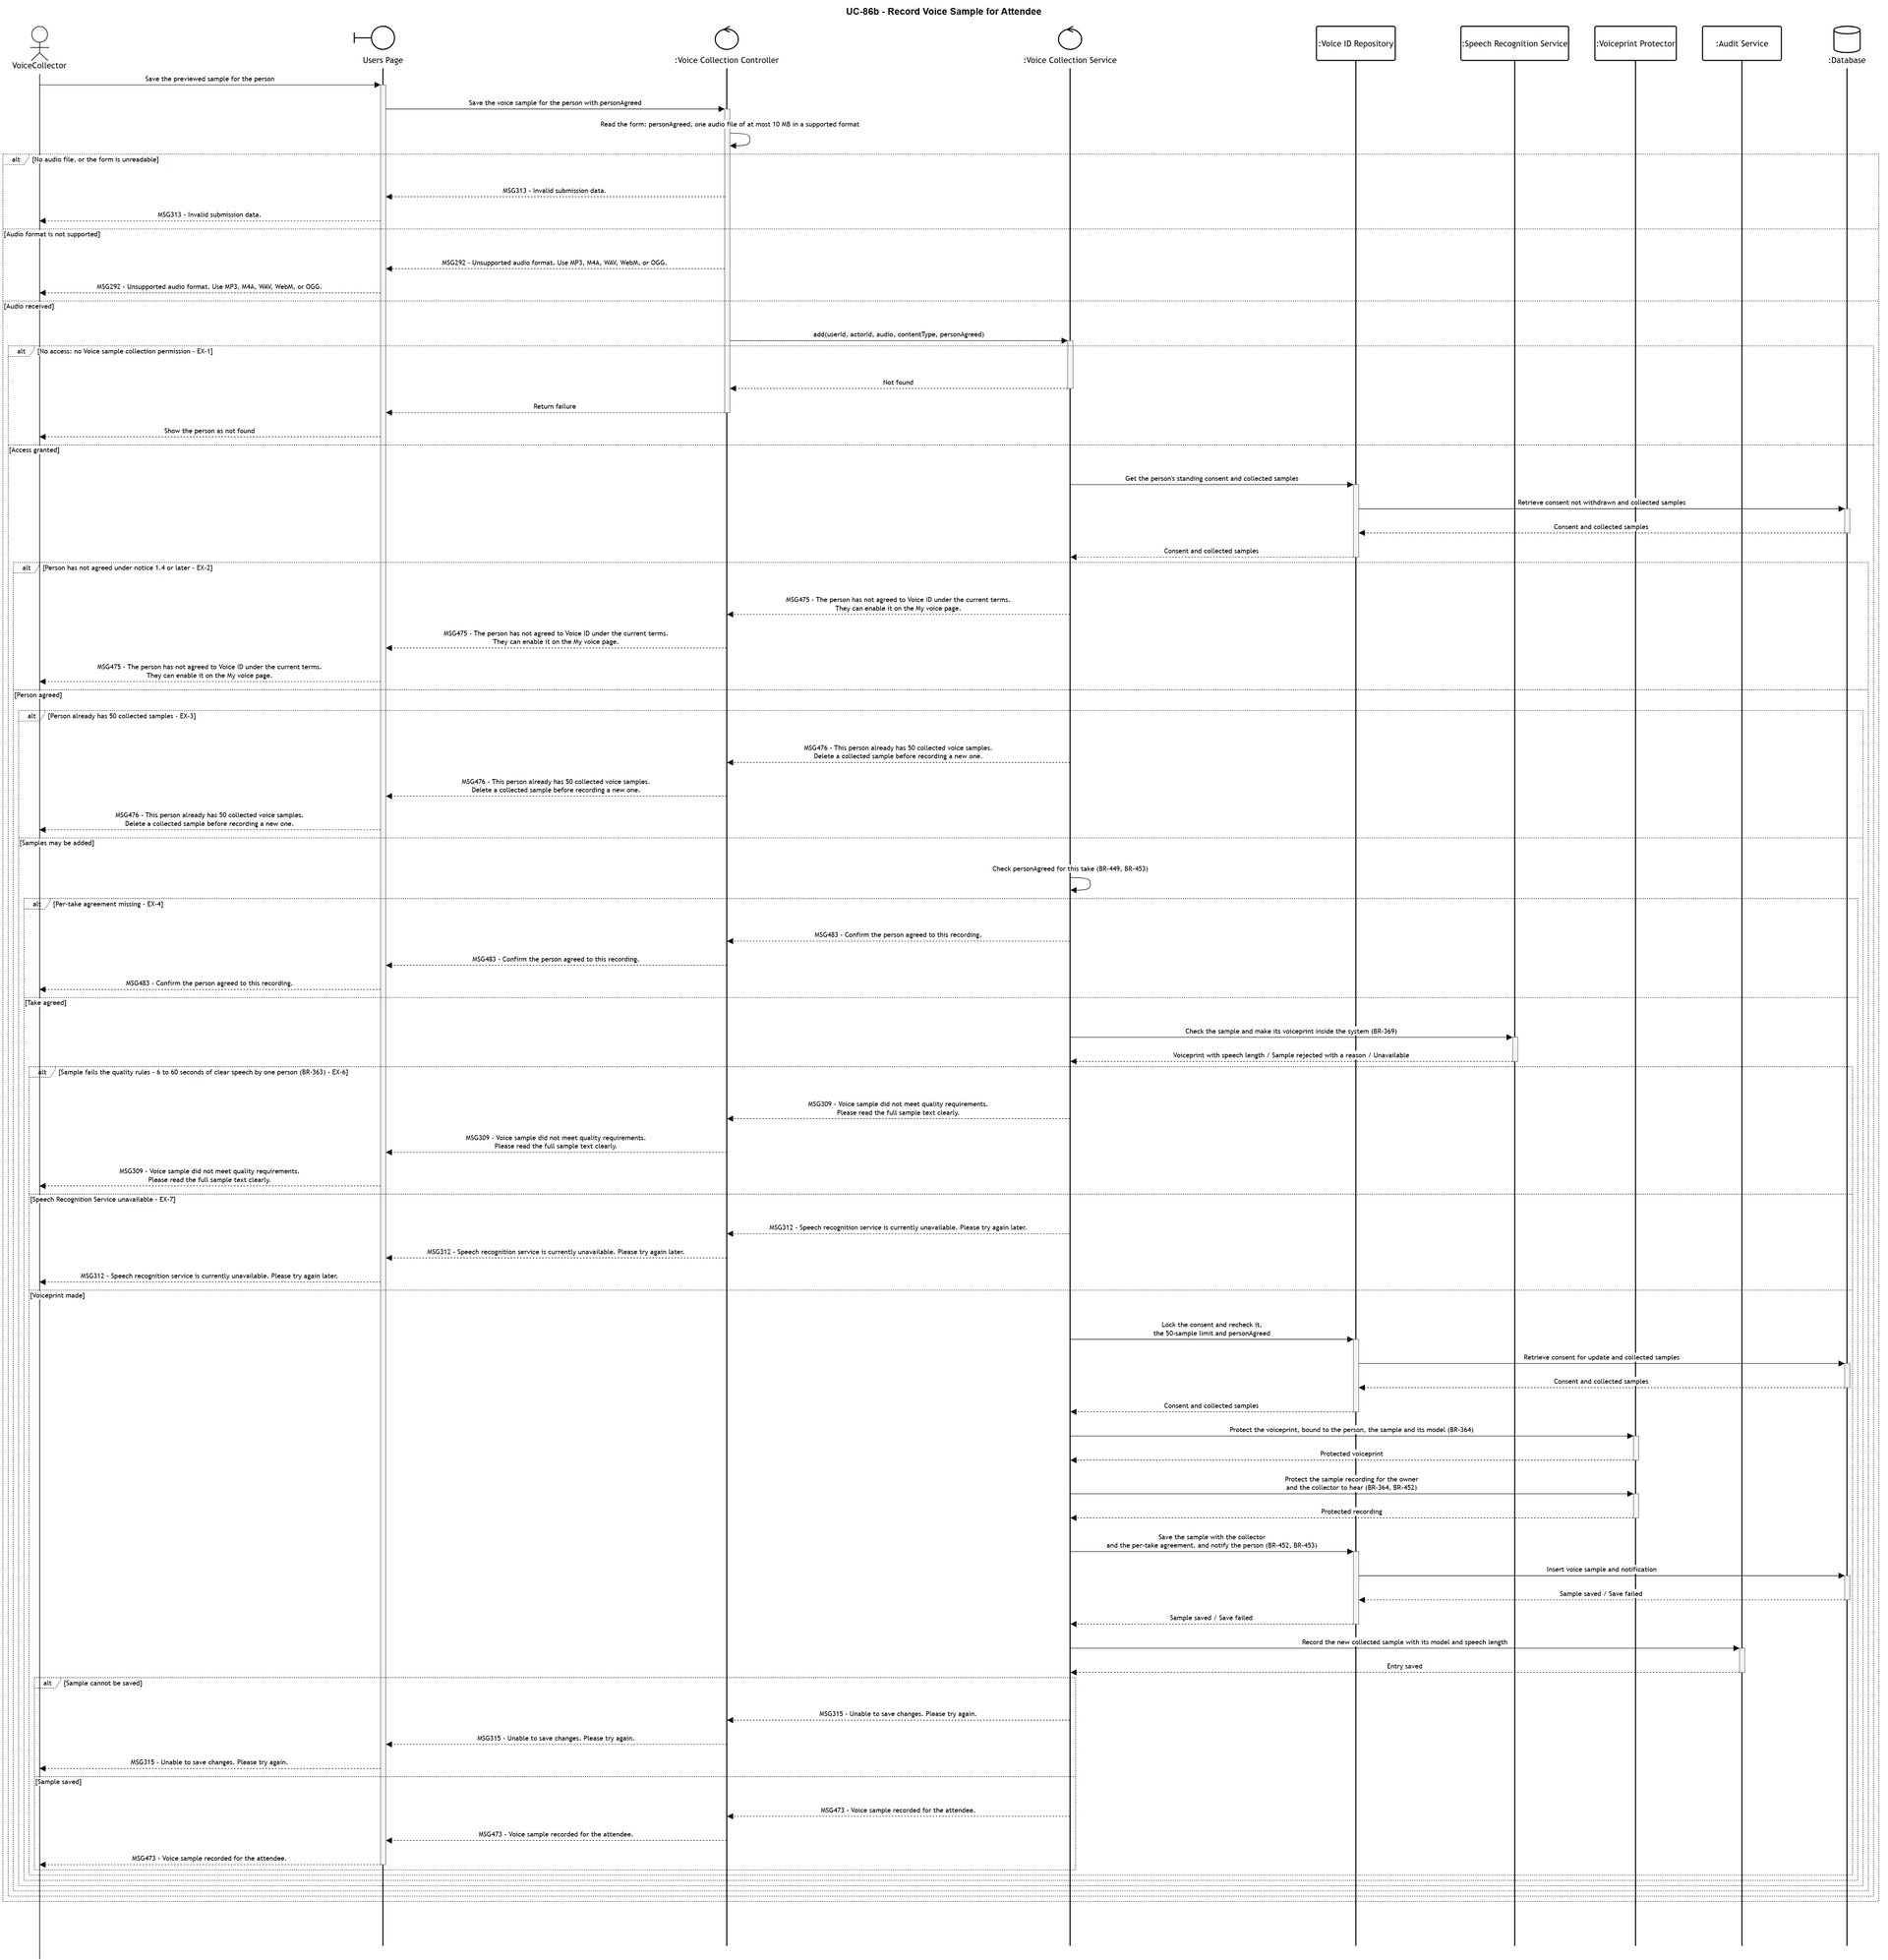 UC-86b - Record Voice Sample for Attendee
VoiceCollector
Users Page
:Voice Collection Controller
:Voice Collection Service
:Voice ID Repository
:Speech Recognition Service
:Voiceprint Protector
:Audit Service
:Database
Save the previewed sample for the person
Save the voice sample for the person with personAgreed
Read the form: personAgreed, one audio file of at most 10 MB in a supported format
alt [No audio file, or the form is unreadable]
MSG313 - Invalid submission data.
MSG313 - Invalid submission data.
[Audio format is not supported]
MSG292 - Unsupported audio format. Use MP3, M4A, WAV, WebM, or OGG.
MSG292 - Unsupported audio format. Use MP3, M4A, WAV, WebM, or OGG.
[Audio received]
add(userId, actorId, audio, contentType, personAgreed)
alt [No access: no Voice sample collection permission - EX-1]
Not found
Return failure
Show the person as not found
[Access granted]
Get the person's standing consent and collected samples
Retrieve consent not withdrawn and collected samples
Consent and collected samples
Consent and collected samples
alt [Person has not agreed under notice 1.4 or later - EX-2]
MSG475 - The person has not agreed to Voice ID under the current terms.
They can enable it on the My voice page.
MSG475 - The person has not agreed to Voice ID under the current terms.
They can enable it on the My voice page.
MSG475 - The person has not agreed to Voice ID under the current terms.
They can enable it on the My voice page.
[Person agreed]
alt [Person already has 50 collected samples - EX-3]
MSG476 - This person already has 50 collected voice samples.
Delete a collected sample before recording a new one.
MSG476 - This person already has 50 collected voice samples.
Delete a collected sample before recording a new one.
MSG476 - This person already has 50 collected voice samples.
Delete a collected sample before recording a new one.
[Samples may be added]
Check personAgreed for this take (BR-449, BR-453)
alt [Per-take agreement missing - EX-4]
MSG483 - Confirm the person agreed to this recording.
MSG483 - Confirm the person agreed to this recording.
MSG483 - Confirm the person agreed to this recording.
[Take agreed]
Check the sample and make its voiceprint inside the system (BR-369)
Voiceprint with speech length / Sample rejected with a reason / Unavailable
alt [Sample fails the quality rules - 6 to 60 seconds of clear speech by one person (BR-363) - EX-6]
MSG309 - Voice sample did not meet quality requirements.
Please read the full sample text clearly.
MSG309 - Voice sample did not meet quality requirements.
Please read the full sample text clearly.
MSG309 - Voice sample did not meet quality requirements.
Please read the full sample text clearly.
[Speech Recognition Service unavailable - EX-7]
MSG312 - Speech recognition service is currently unavailable. Please try again later.
MSG312 - Speech recognition service is currently unavailable. Please try again later.
MSG312 - Speech recognition service is currently unavailable. Please try again later.
[Voiceprint made]
Lock the consent and recheck it,
the 50-sample limit and personAgreed
Retrieve consent for update and collected samples
Consent and collected samples
Consent and collected samples
Protect the voiceprint, bound to the person, the sample and its model (BR-364)
Protected voiceprint
Protect the sample recording for the owner
and the collector to hear (BR-364, BR-452)
Protected recording
Save the sample with the collector
and the per-take agreement, and notify the person (BR-452, BR-453)
Insert voice sample and notification
Sample saved / Save failed
Sample saved / Save failed
Record the new collected sample with its model and speech length
Entry saved
alt [Sample cannot be saved]
MSG315 - Unable to save changes. Please try again.
MSG315 - Unable to save changes. Please try again.
MSG315 - Unable to save changes. Please try again.
[Sample saved]
MSG473 - Voice sample recorded for the attendee.
MSG473 - Voice sample recorded for the attendee.
MSG473 - Voice sample recorded for the attendee.